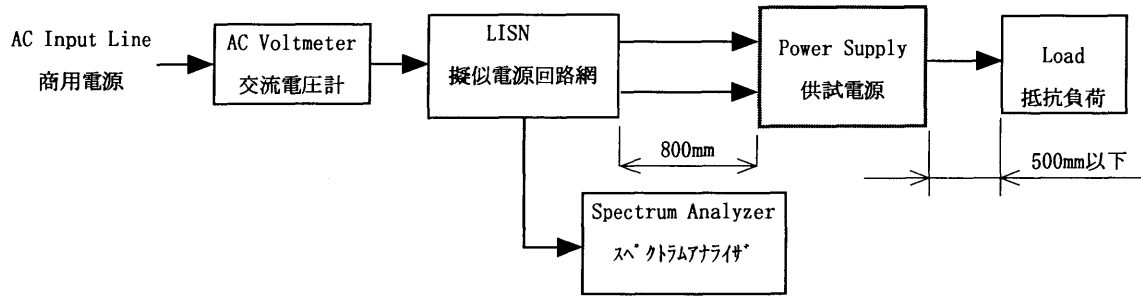 AC Input Line
商用電源
AC Voltmeter
交流電圧計
LISN
擬似電源回路網
Power Supply
供試電源
Load
抵抗負荷
800mm
500mm以下
Spectrum Analyzer
ｽﾍﾟｸﾄﾗﾑｱﾅﾗｲｻﾞ